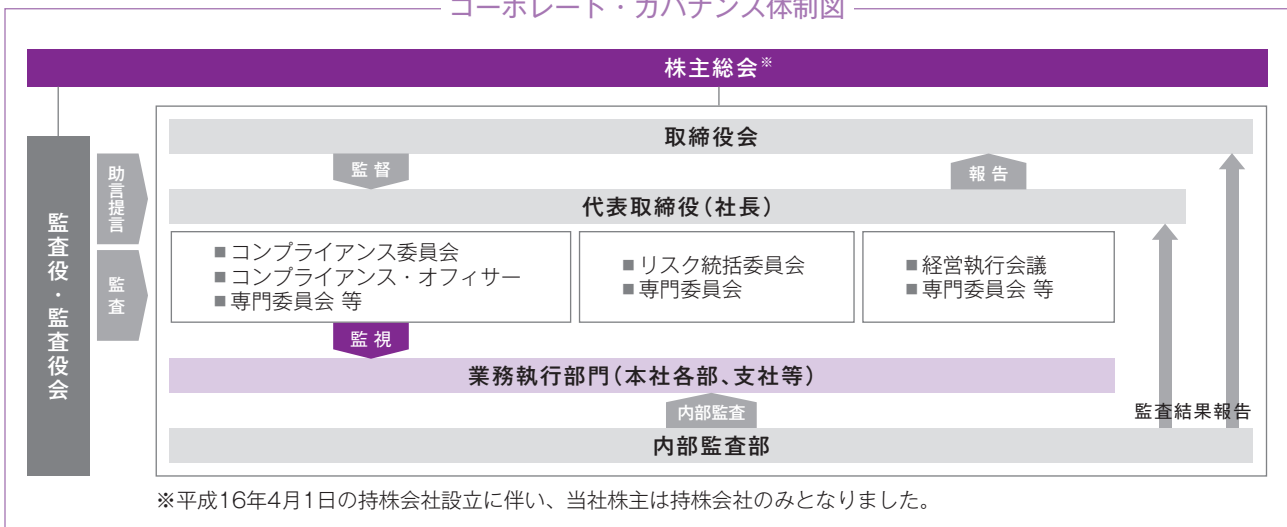 コーポレート・ガバナンス体制図
株主総会※
取締役会
監督
報告
助言提言
代表取締役(社長)
監査役・監査役会
監査
■コンプライアンス委員会
■コンプライアンス・オフィサー
■専門委員会 等
■リスク統括委員会
■専門委員会
■経営執行会議
■専門委員会 等
監視
業務執行部門(本社各部、支社等)
内部監査
監査結果報告
内部監査部
※平成16年4月1日の持株会社設立に伴い、当社株主は持株会社のみとなりました。